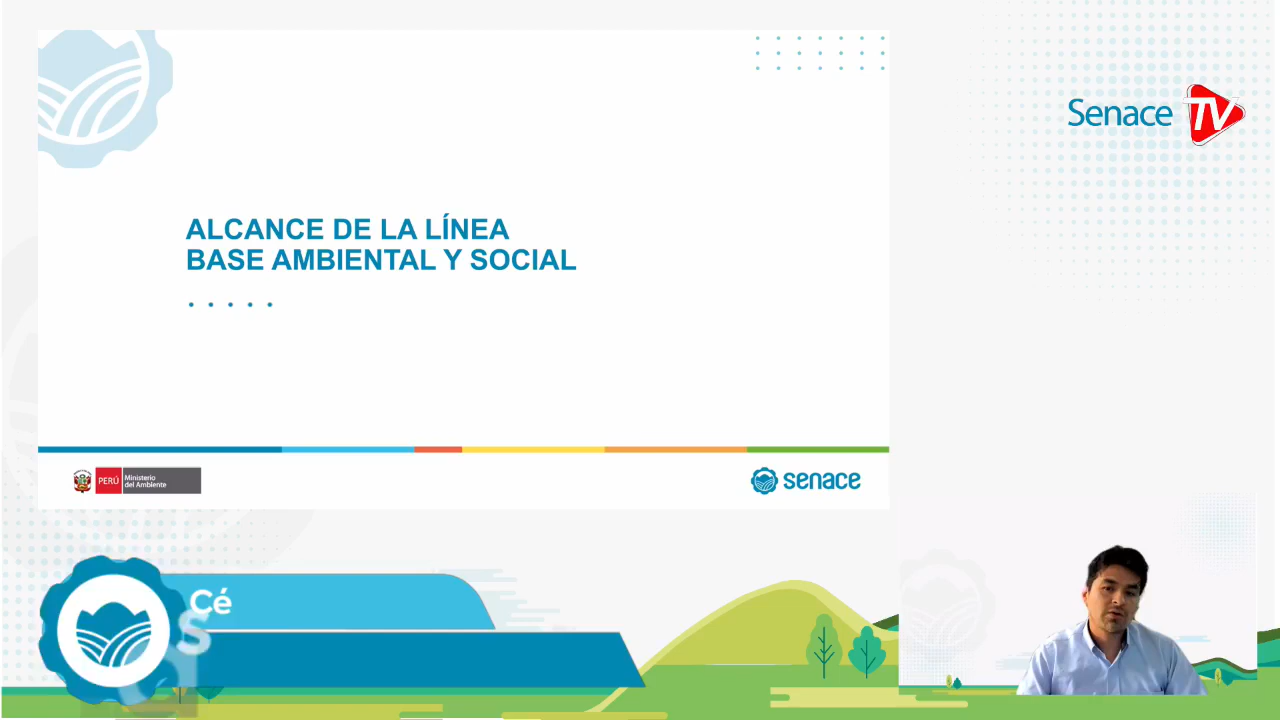 Senace TV
ALCANCE DE LA LÍNEA
BASE AMBIENTAL Y SOCIAL
PERÚ
Ministerio
del Ambiente
senace
Cé
S